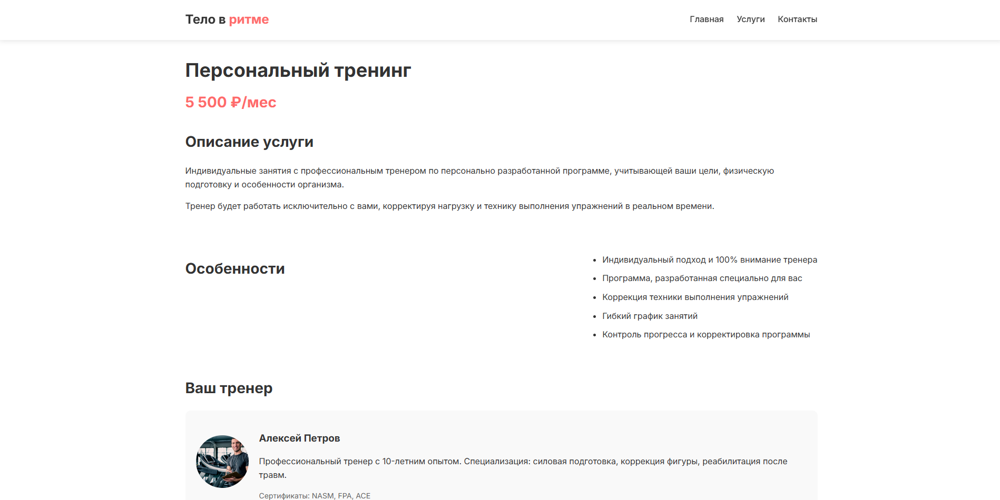 Тело в ритме
Главная Услуги Контакты
Персональный тренинг
5 500 ₽/мес
Описание услуги
Индивидуальные занятия с профессиональным тренером по персонально разработанной программе, учитывающей ваши цели, физическую
подготовку и особенности организма.
Тренер будет работать исключительно с вами, корректируя нагрузку и технику выполнения упражнений в реальном времени.
Особенности
• Индивидуальный подход и 100% внимание тренера
• Программа, разработанная специально для вас
• Коррекция техники выполнения упражнений
• Гибкий график занятий
• Контроль прогресса и корректировка программы
Ваш тренер
Алексей Петров
Профессиональный тренер с 10-летним опытом. Специализация: силовая подготовка, коррекция фигуры, реабилитация после
травм.
Сертификаты: NASM, FPA, ACE